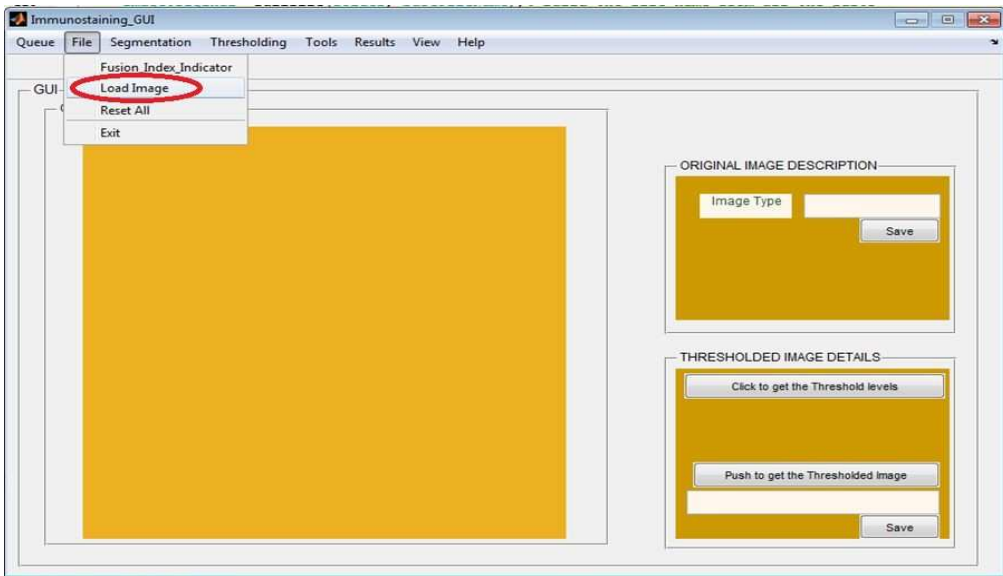 Immunostaining_GUI
Queue File Segmentation Thresholding Tools Results View Help
Fusion_Index_Indicator
Load Image
Reset All
Exit
GUI
ORIGINAL IMAGE DESCRIPTION
Image Type
Save
THRESHOLDED IMAGE DETAILS
Click to get the Threshold levels
Push to get the Thresholded Image
Save